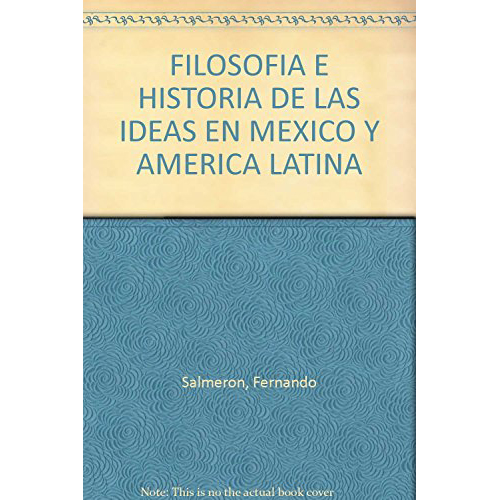 FILOSOFIA E
HISTORIA DE LAS
IDEAS EN MEXICO Y
AMERICA LATINA
Salmeron, Fernando
Note: This is no the actual book cover